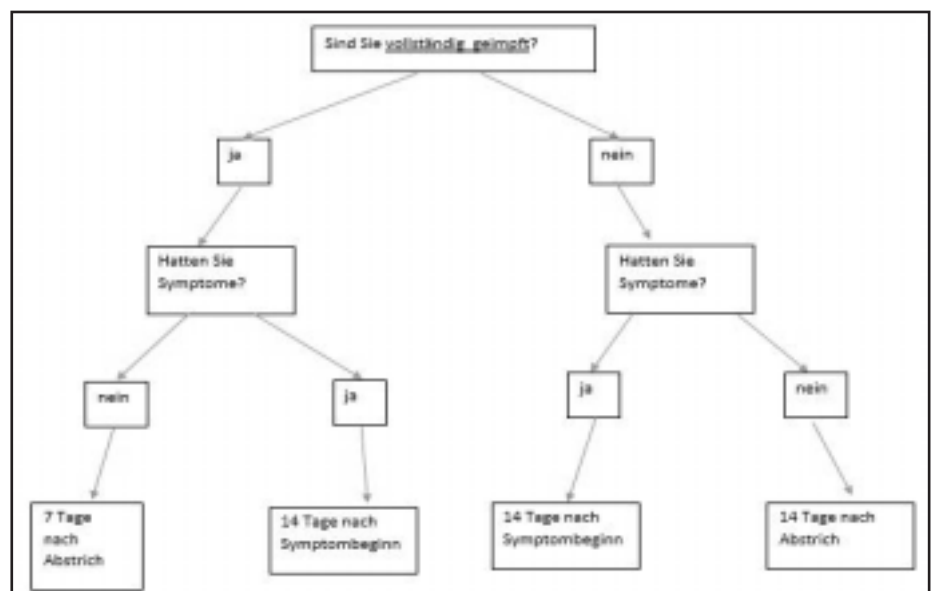 Sind Sie vollständig geimpft?
ja
nein
Hatten Sie
Symptome?
Hatten Sie
Symptome?
nein
ja
ja
nein
7 Tage
nach
Abstrich
14 Tage nach
Symptombeginn
14 Tage nach
Symptombeginn
14 Tage nach
Abstrich